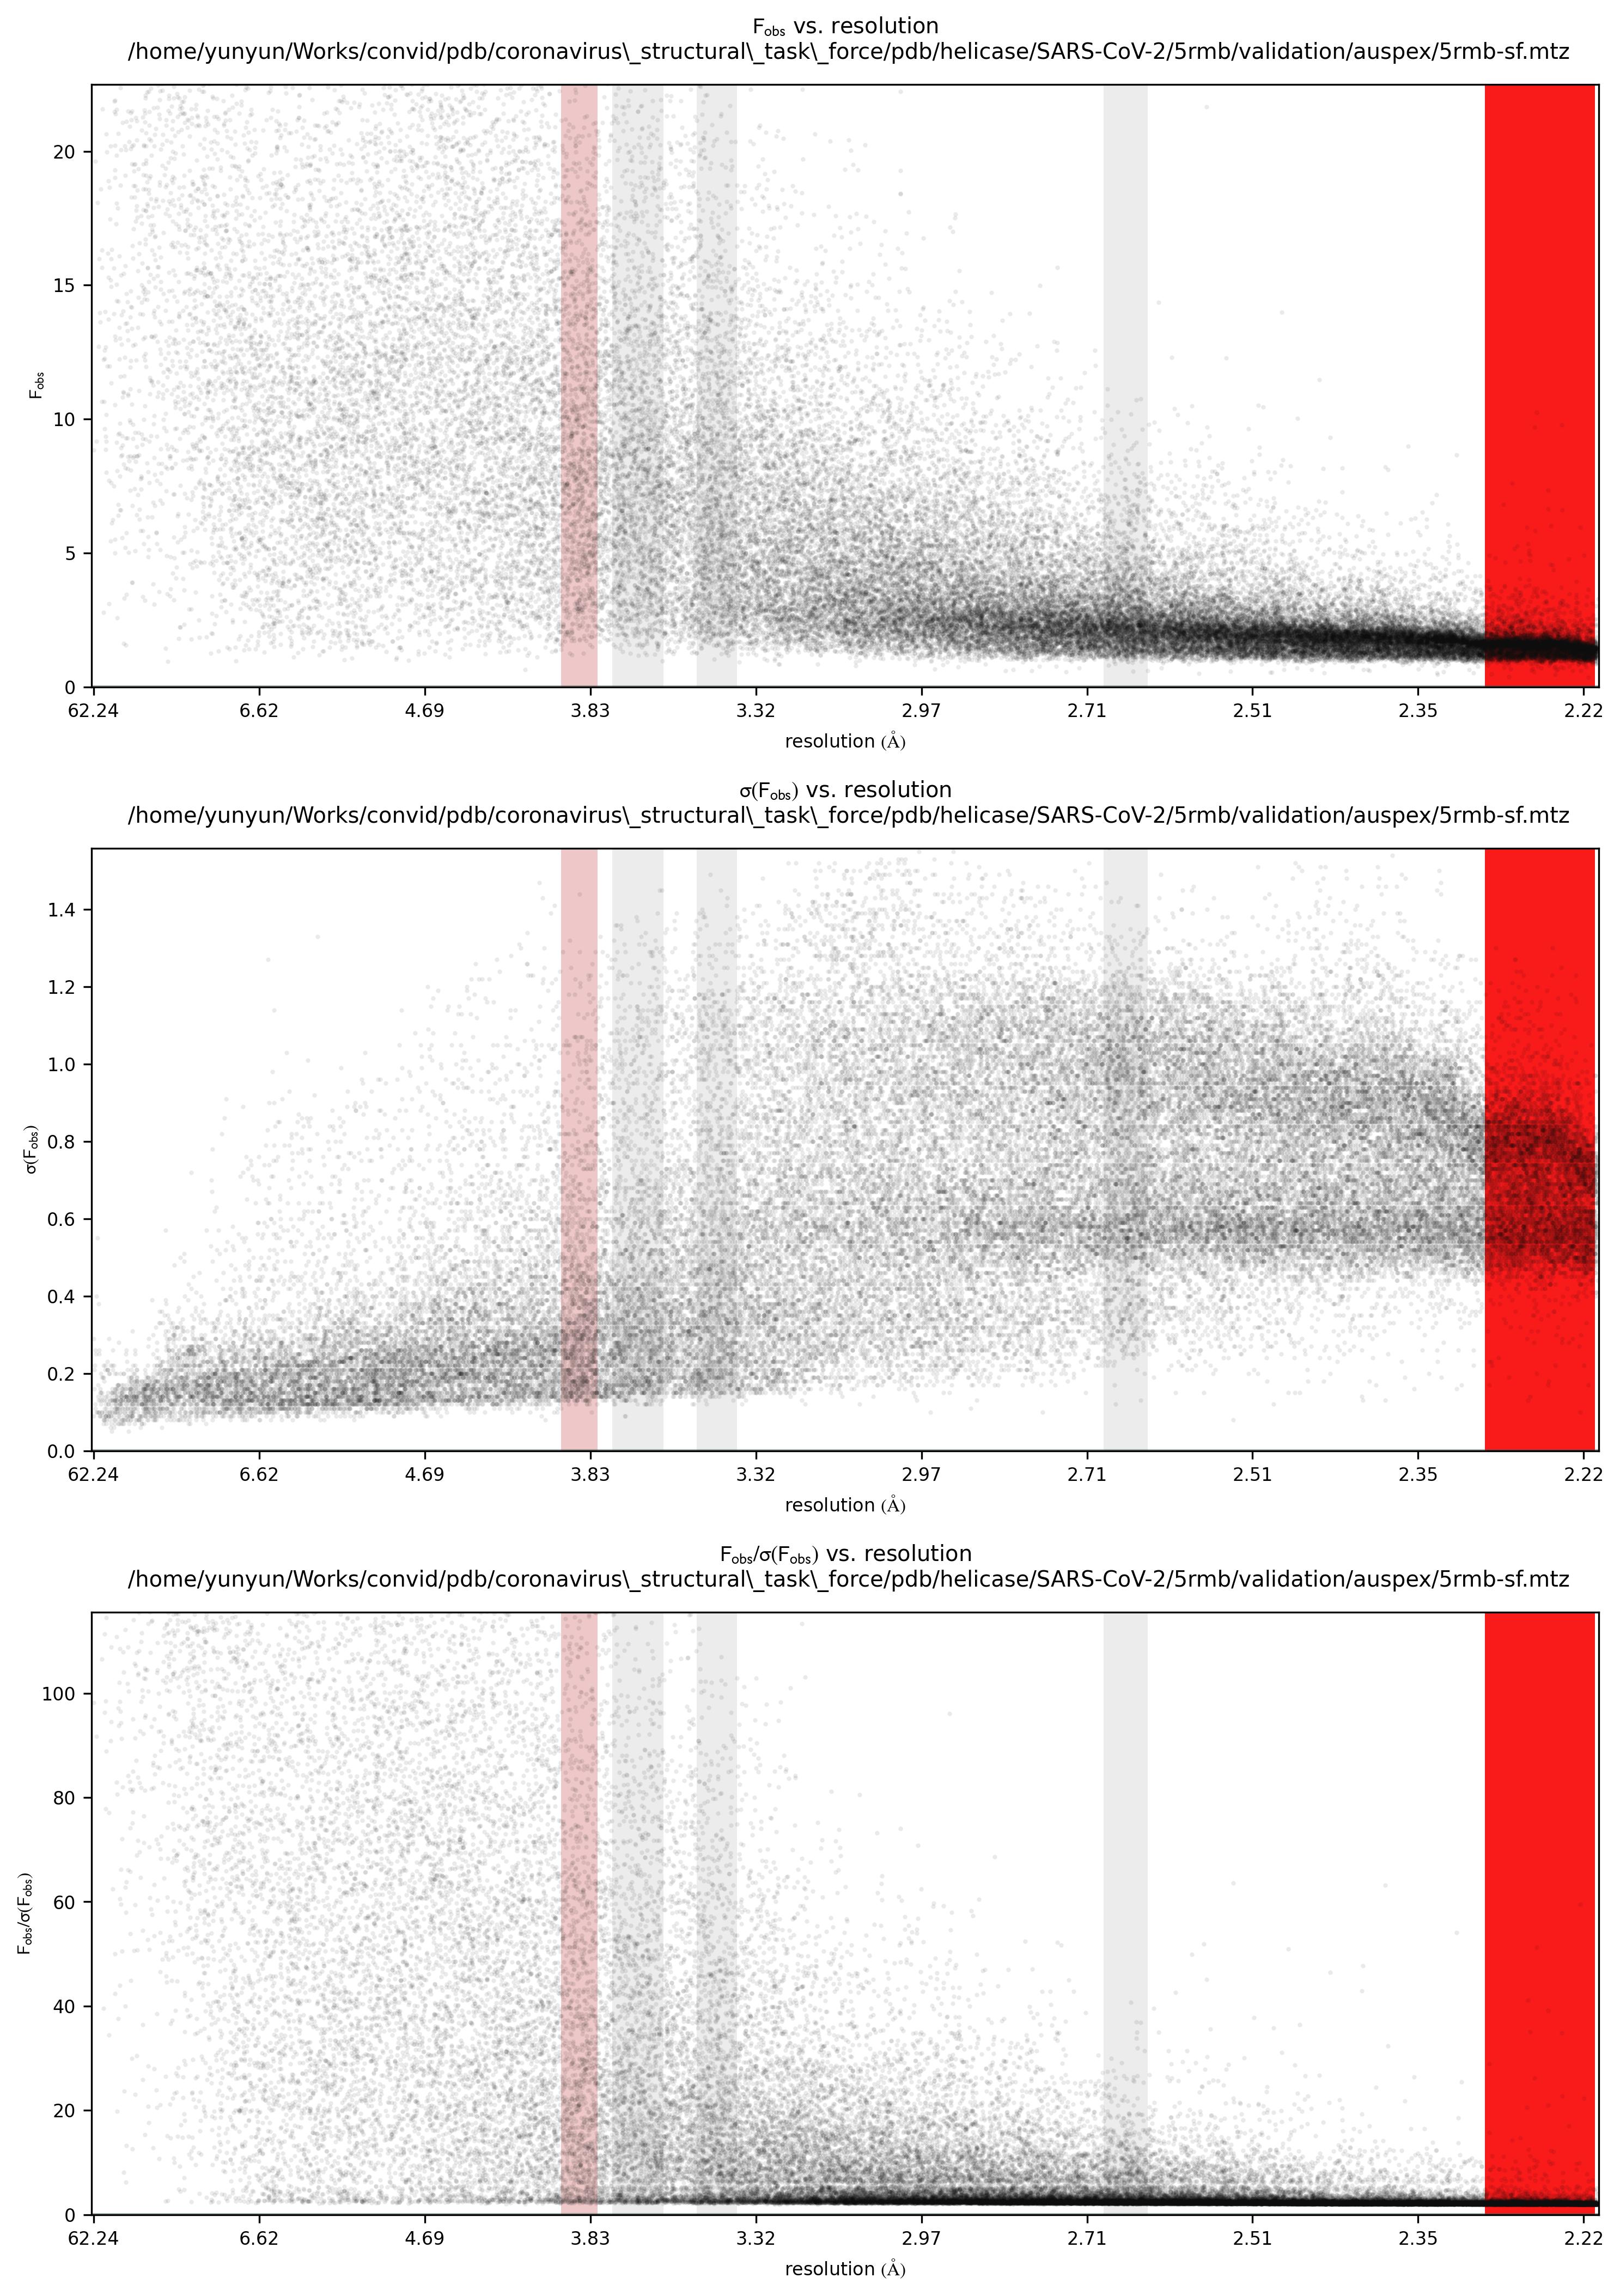 Fobs vs. resolution
/home/yunyun/Works/convid/pdb/coronavirus\_structural\_task\_force/pdb/helicase/SARS-CoV-2/5rmb/validation/auspex/5rmb-sf.mtz
20
15
10
5
0
Fobs
62.24 6.62 4.69 3.83 3.32 2.97 2.71 2.51 2.35 2.22
resolution (Å)
σ(Fobs) vs. resolution
/home/yunyun/Works/convid/pdb/coronavirus\_structural\_task\_force/pdb/helicase/SARS-CoV-2/5rmb/validation/auspex/5rmb-sf.mtz
1.4
1.2
1.0
0.8
0.6
0.4
0.2
0.0
σ(Fobs)
62.24 6.62 4.69 3.83 3.32 2.97 2.71 2.51 2.35 2.22
resolution (Å)
Fobs/σ(Fobs) vs. resolution
/home/yunyun/Works/convid/pdb/coronavirus\_structural\_task\_force/pdb/helicase/SARS-CoV-2/5rmb/validation/auspex/5rmb-sf.mtz
100
80
60
40
20
0
Fobs/σ(Fobs)
62.24 6.62 4.69 3.83 3.32 2.97 2.71 2.51 2.35 2.22
resolution (Å)